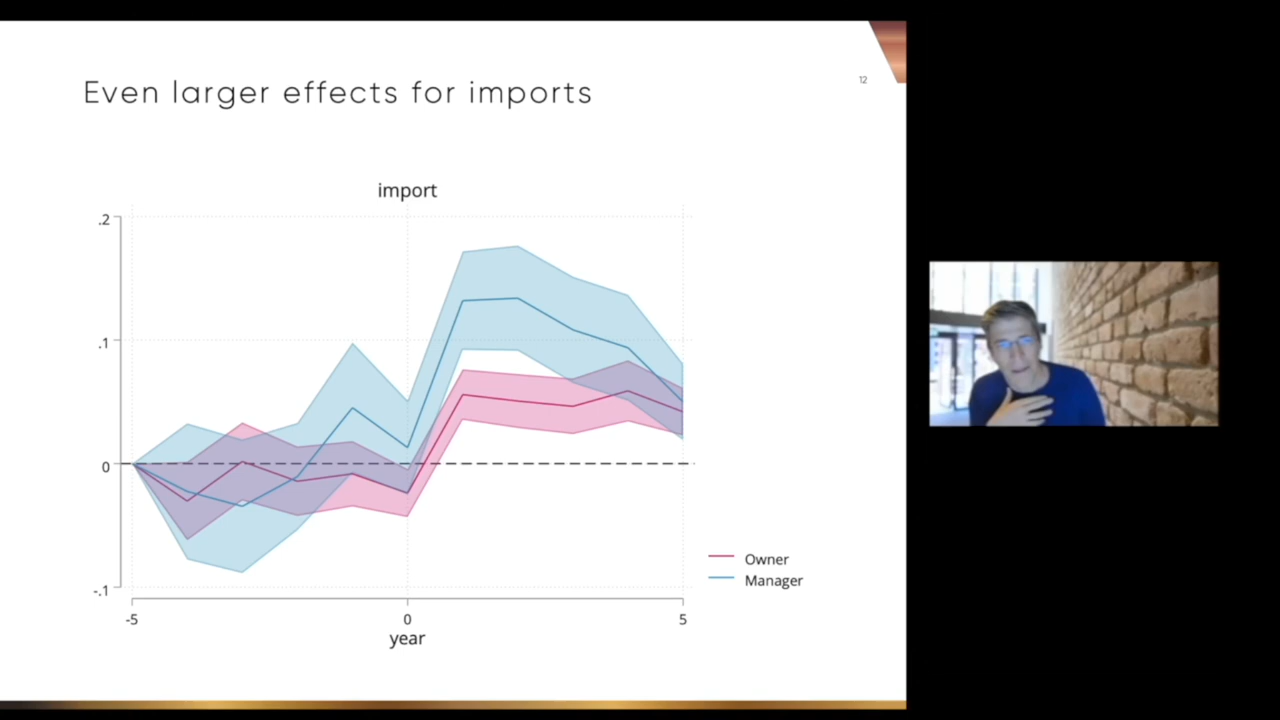 Even larger effects for imports
12
import
.2
.1
0
-.1
-5 0 5
year
Owner
Manager